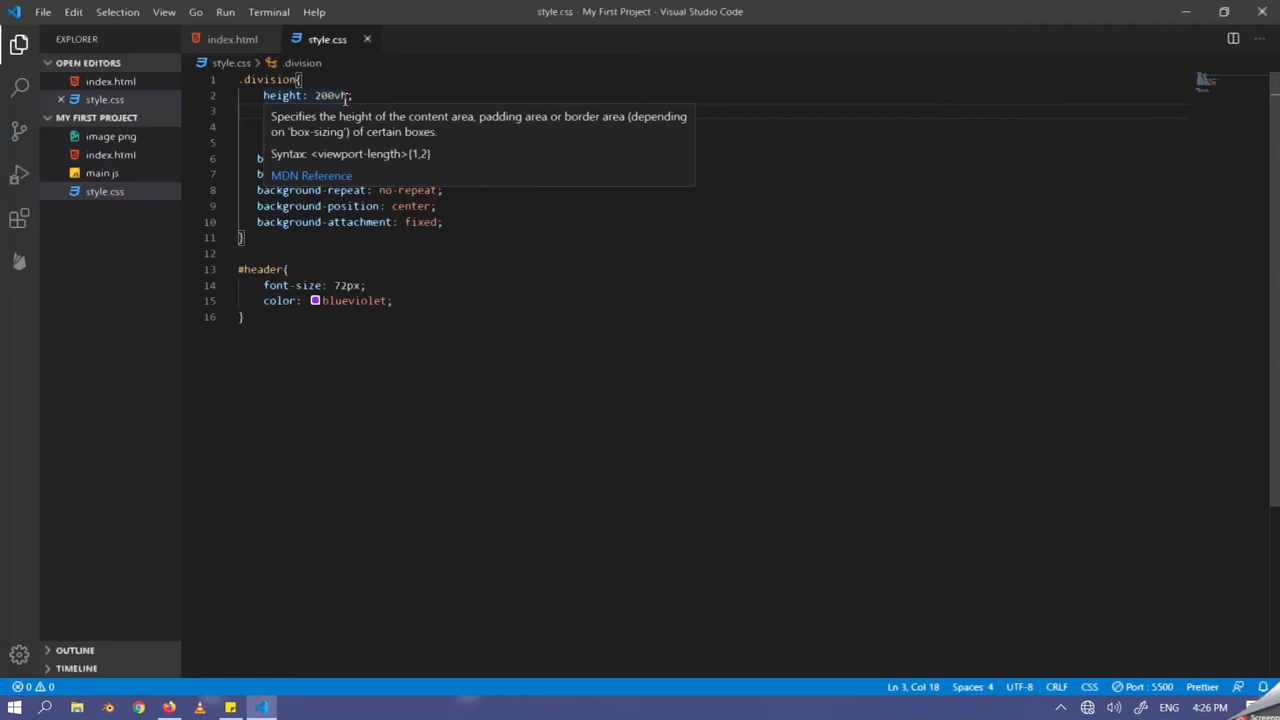 File Edit Selection View Go Run Terminal Help
style.css - My First Project - Visual Studio Code
EXPLORER
index.html
style.css
OPEN EDITORS
index.html
style.css
MY FIRST PROJECT
image png
index.html
main.js
style.css
OUTLINE
TIMELINE
style.css > .division
1 .division{
2 height: 200vh;
3
4
5
6 b
7 b
8 background-repeat: no-repeat;
9 background-position: center;
10 background-attachment: fixed;
11 }
12
13 #header{
14 font-size: 72px;
15 color: blueviolet;
16 }
Specifies the height of the content area, padding area or border area (depending
on 'box-sizing') of certain boxes.
Syntax: <viewport-length>{1,2}
MDN Reference
0 0
Ln 3, Col 18 Spaces: 4 UTF-8 CRLF CSS Port : 5500 Prettier
ENG 4:26 PM